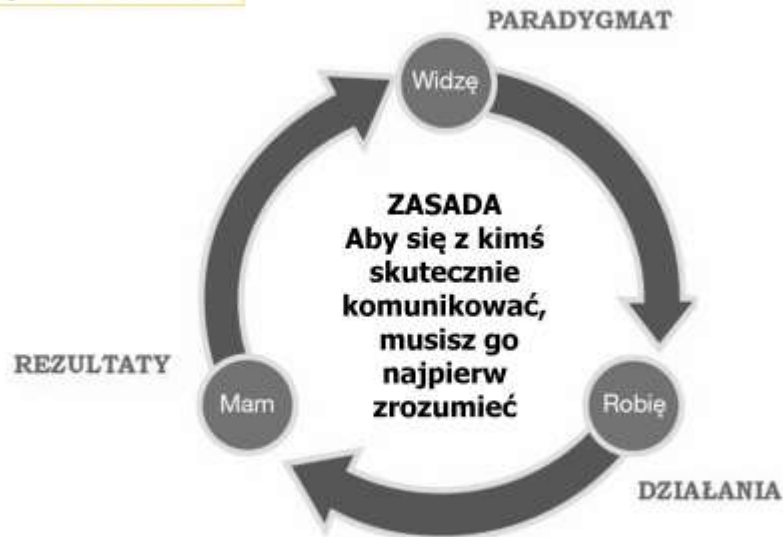 PARADYGMAT
Widzę
ZASADA
Aby się z kimś
skutecznie
komunikować,
musisz go
najpierw
zrozumieć
REZULTATY
Mam
Robię
DZIAŁANIA